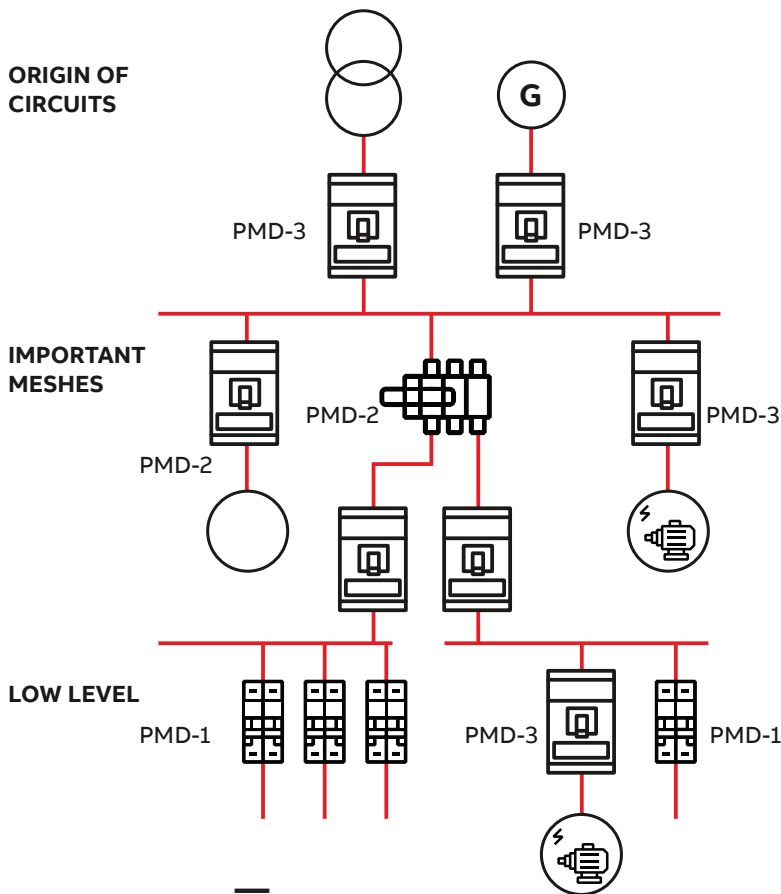 ORIGIN OF
CIRCUITS
G
PMD-3
PMD-3
IMPORTANT
MESHES
PMD-2
PMD-3
PMD-2
LOW LEVEL
PMD-1
PMD-3
PMD-1